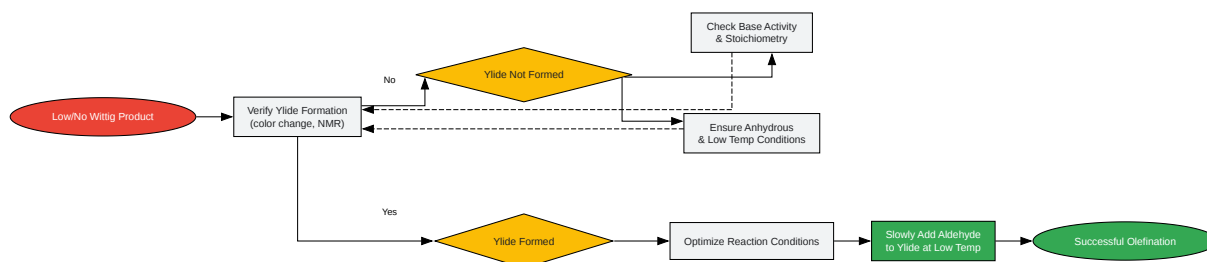 Check Base Activity
& Stoichiometry
No
Ylide Not Formed
Low/No Wittig Product
Verify Ylide Formation
(color change, NMR)
Ensure Anhydrous
& Low Temp Conditions
Yes
Ylide Formed
Optimize Reaction Conditions
Slowly Add Aldehyde
to Ylide at Low Temp
Successful Olefination